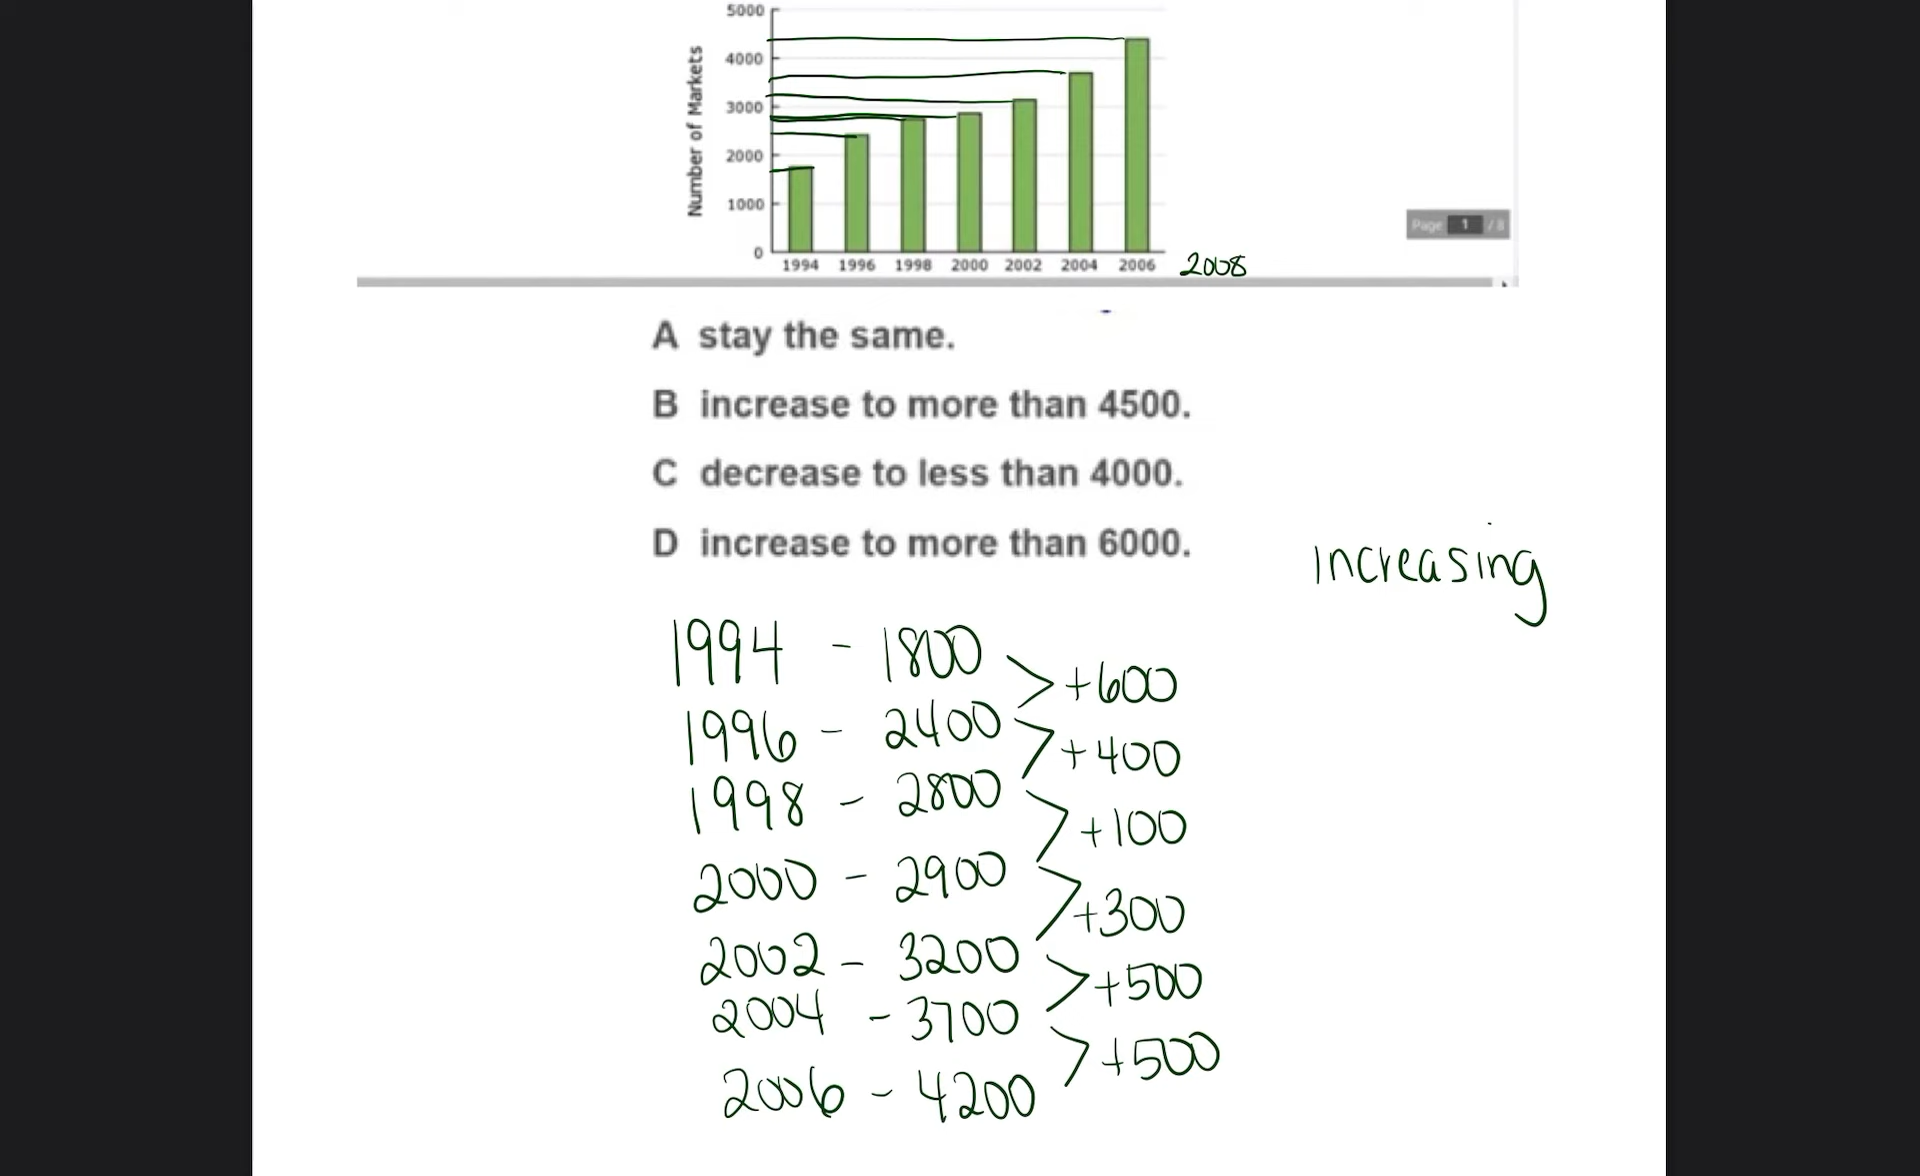 5000
4000
3000
2000
1000
0
Number of Markets
1994 1996 1998 2000 2002 2004 2006 2008
Page 1 / 8
A stay the same.
B increase to more than 4500.
C decrease to less than 4000.
D increase to more than 6000.
increasing
1994 - 1800
> +600
1996 - 2400
> +400
1998 - 2800
> +100
2000 - 2900
> +300
2002 - 3200
> +500
2004 - 3700
> +500
2006 - 4200